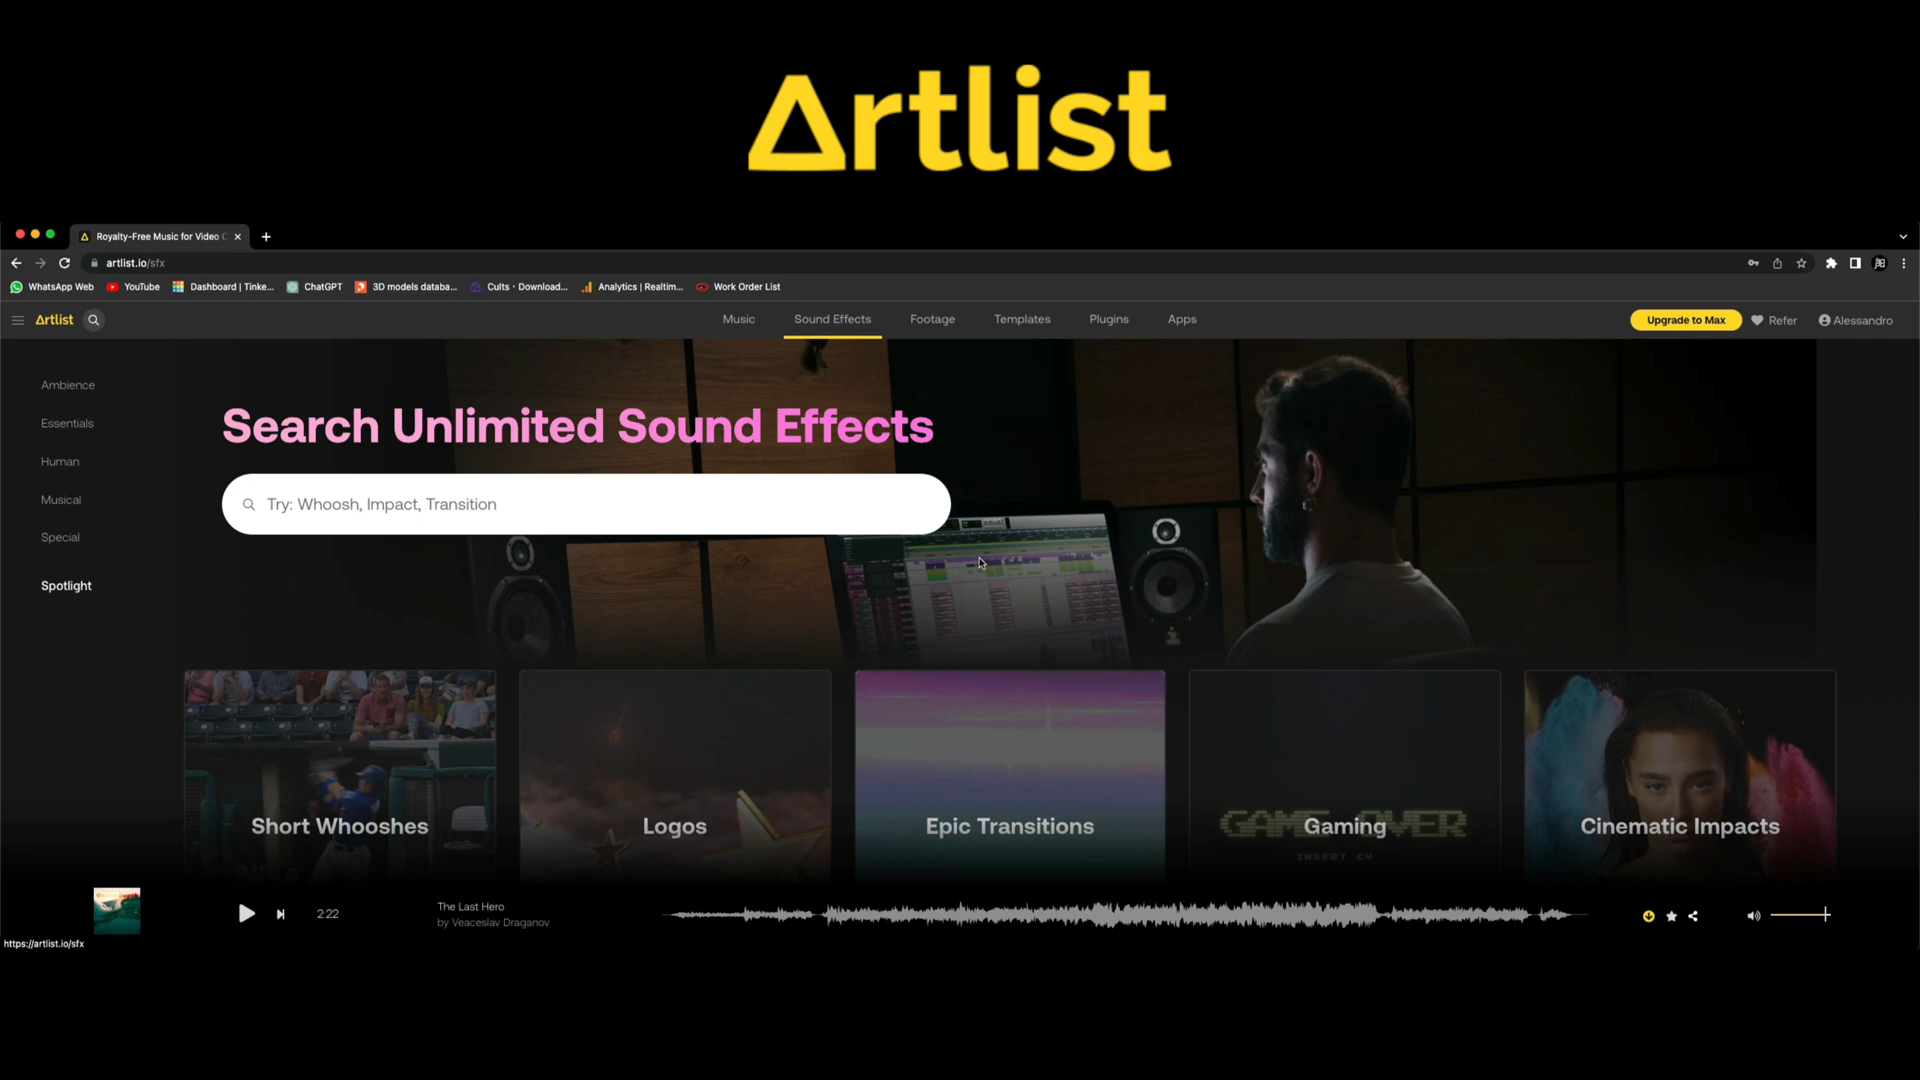 Artlist
Royalty-Free Music for Video C
artlist.io/sfx
WhatsApp Web
YouTube
Dashboard | Tinke...
ChatGPT
3D models databa...
Cults · Download...
Analytics | Realtim...
Work Order List
Artlist
Music
Sound Effects
Footage
Templates
Plugins
Apps
Upgrade to Max
Refer
Alessandro
Ambience
Essentials
Human
Musical
Special
Spotlight
Search Unlimited Sound Effects
Try: Whoosh, Impact, Transition
Short Whooshes
Logos
Epic Transitions
GAME OVER
Gaming
Cinematic Impacts
2:22
The Last Hero
by Veaceslav Draganov
https://artlist.io/sfx